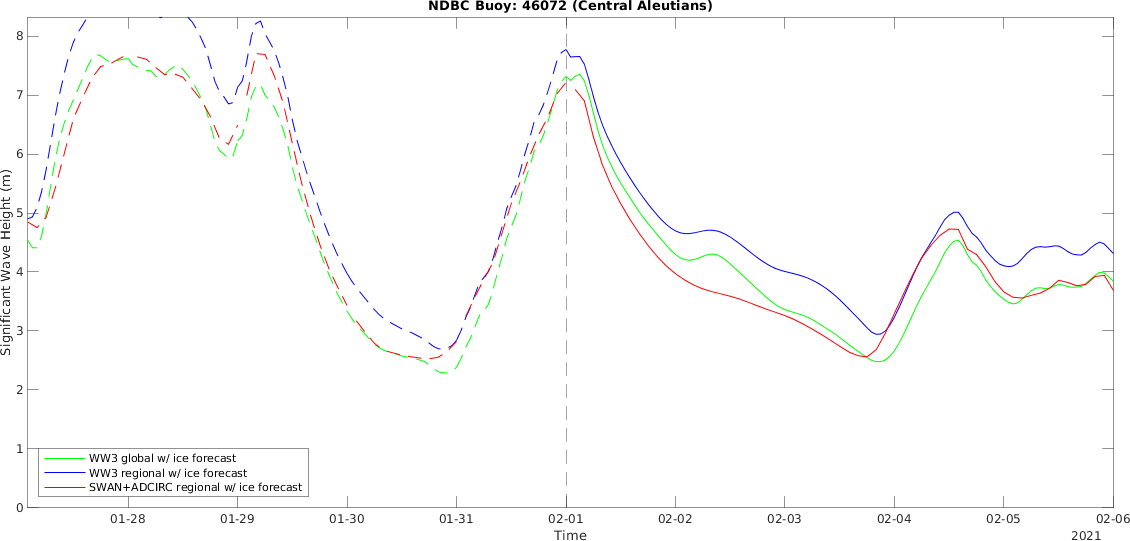 NDBC Buoy: 46072 (Central Aleutians)
8
7
6
5
4
3
2
1
0
Significant Wave Height (m)
WW3 global w/ ice forecast
WW3 regional w/ ice forecast
SWAN+ADCIRC regional w/ ice forecast
01-28 01-29 01-30 01-31 02-01 02-02 02-03 02-04 02-05 02-06
Time
2021